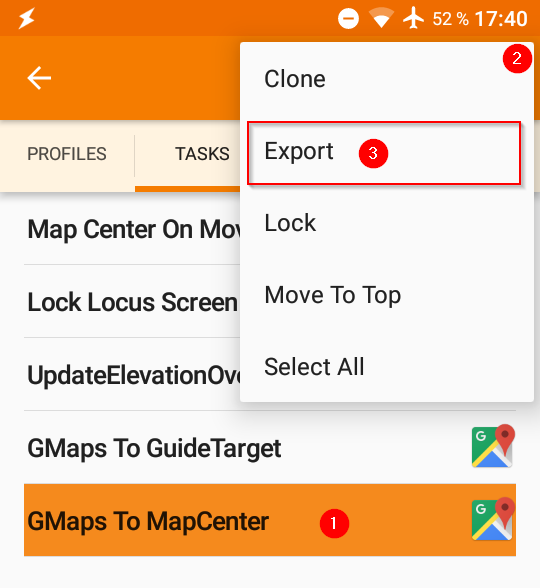 52 % 17:40
2
Clone
Export 3
Lock
Move To Top
Select All
PROFILES TASKS
Map Center On Mov
Lock Locus Screen
UpdateElevationOve
GMaps To GuideTarget
G
GMaps To MapCenter 1
G